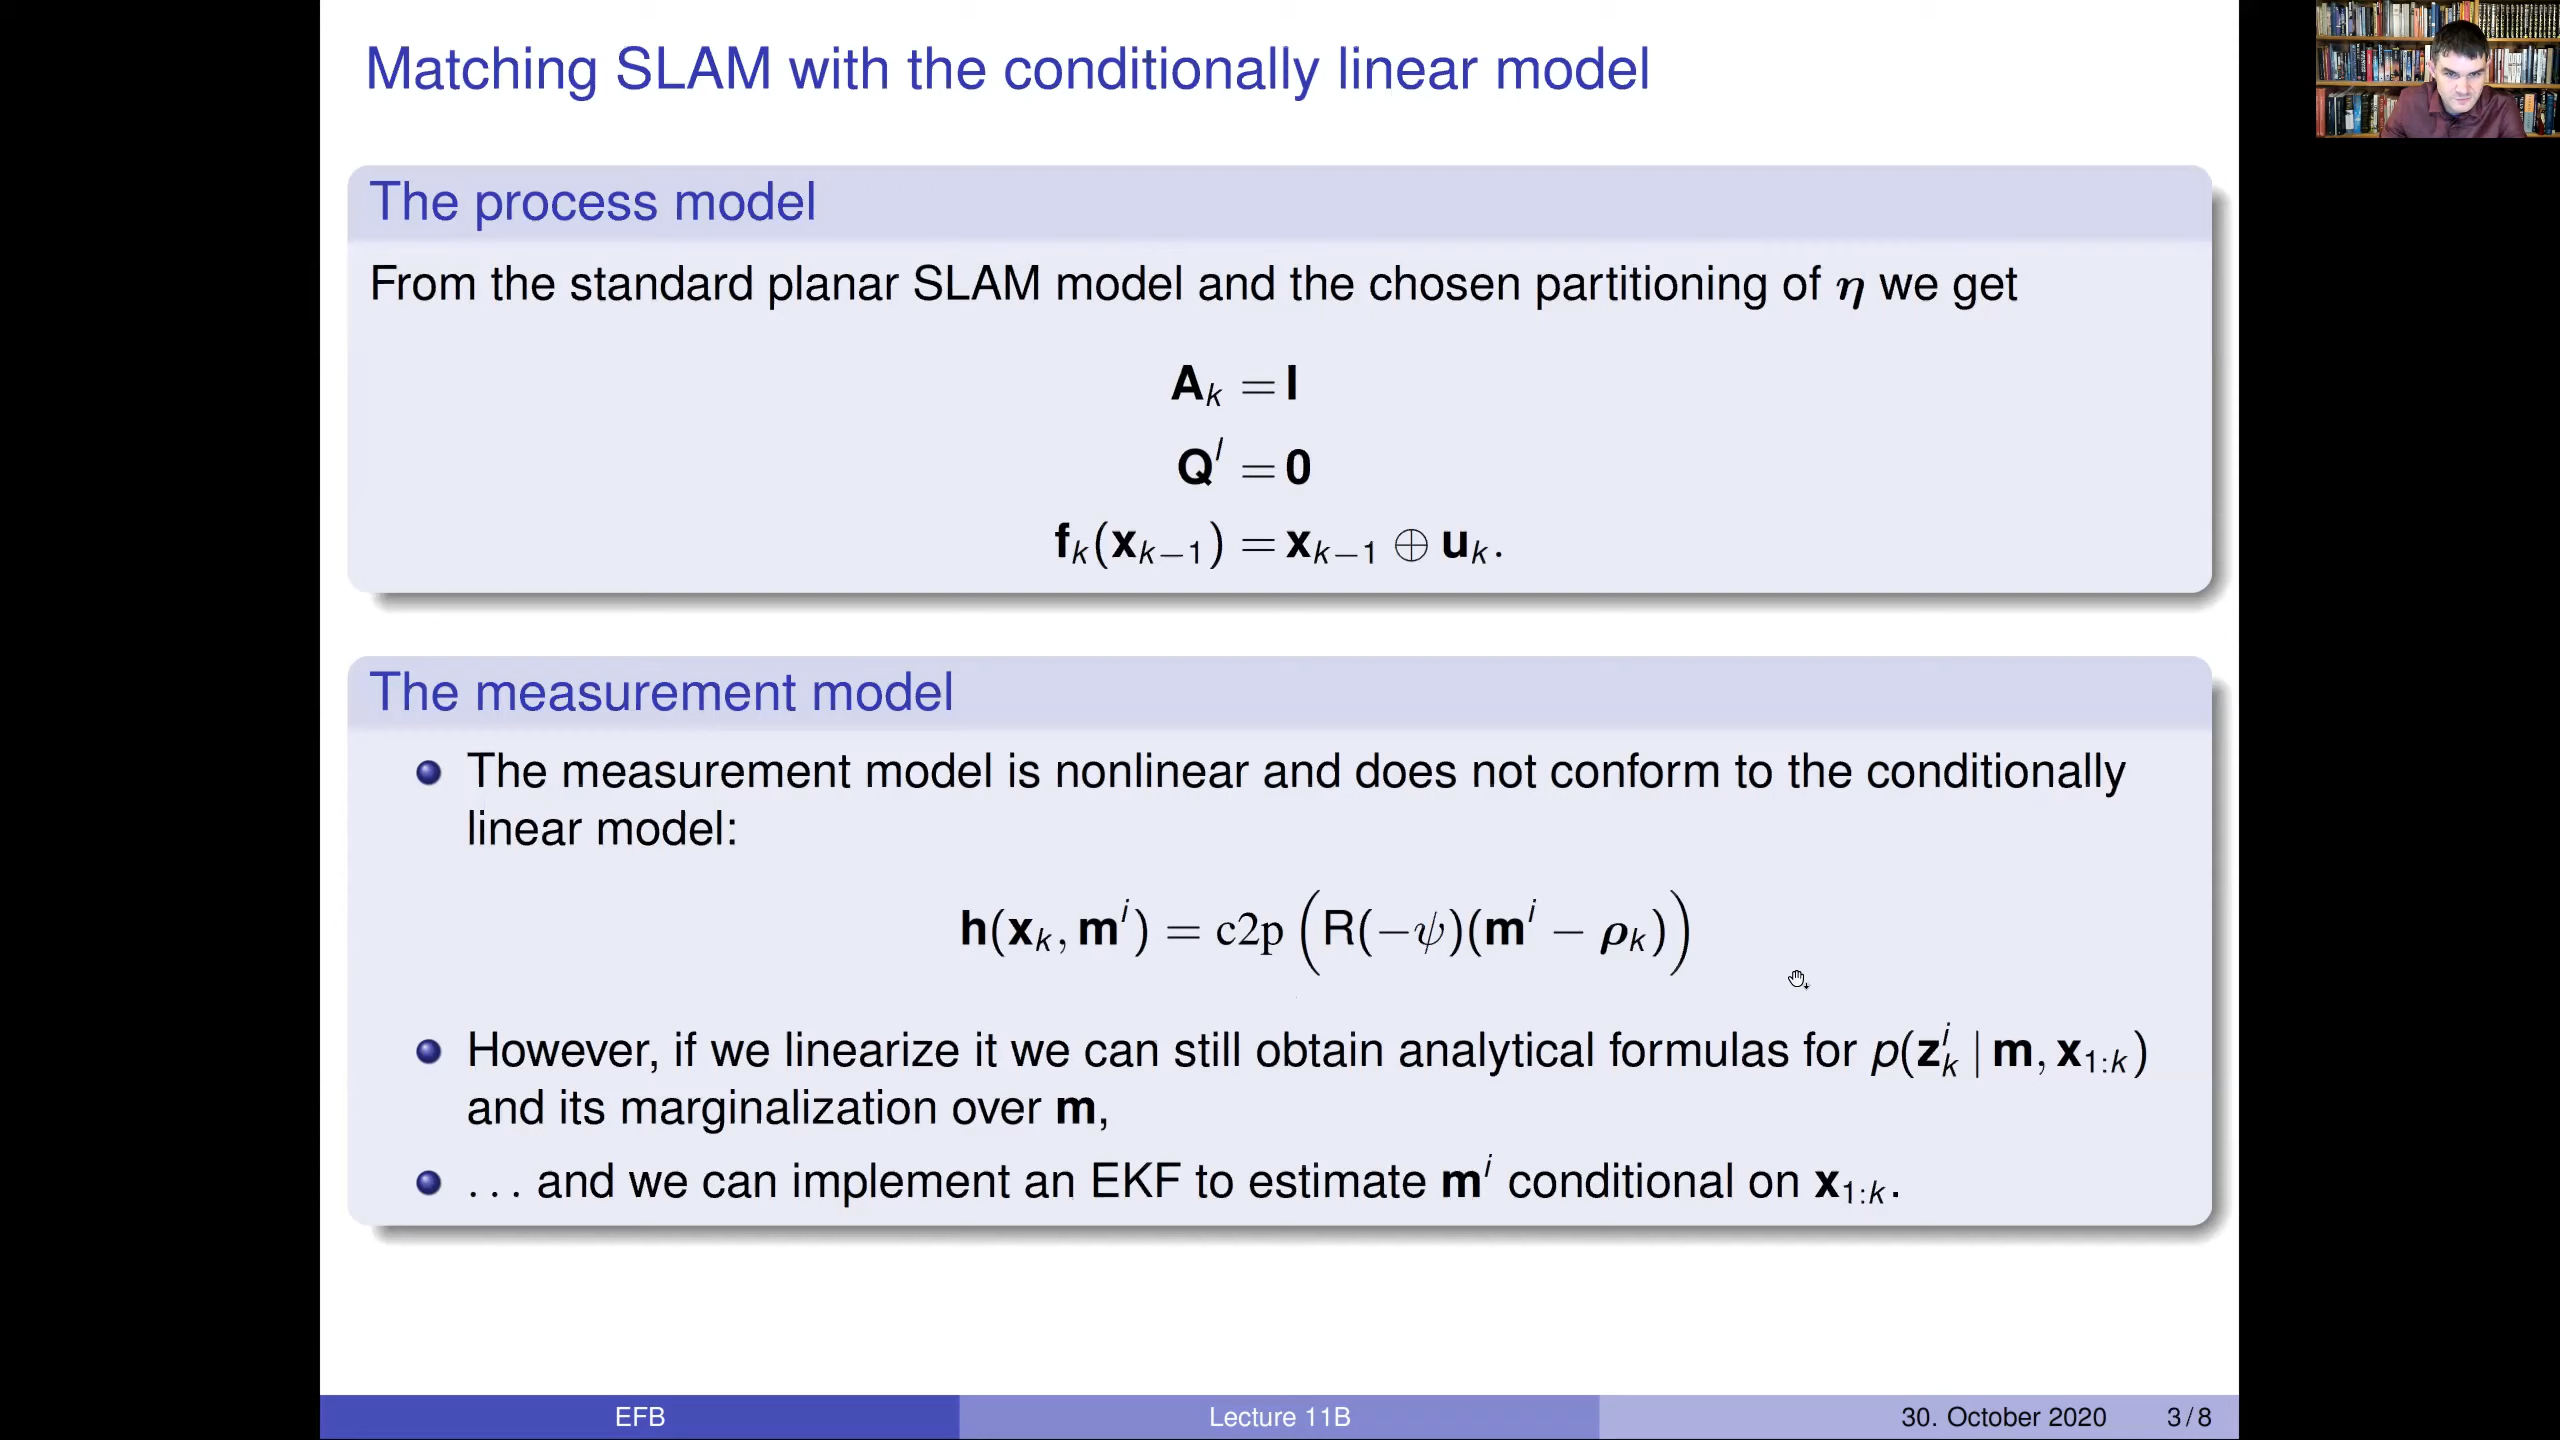 Matching SLAM with the conditionally linear model
The process model
From the standard planar SLAM model and the chosen partitioning of η we get
A_k = I
Q^l = 0
f_k(x_{k−1}) = x_{k−1} ⊕ u_k.
The measurement model
The measurement model is nonlinear and does not conform to the conditionally
linear model:
h(x_k, m^i) = c2p (R(−ψ)(m^i − ρ_k))
However, if we linearize it we can still obtain analytical formulas for p(z_k^i | m, x_{1:k})
and its marginalization over m,
... and we can implement an EKF to estimate m^i conditional on x_{1:k}.
EFB
Lecture 11B
30. October 2020
3 / 8